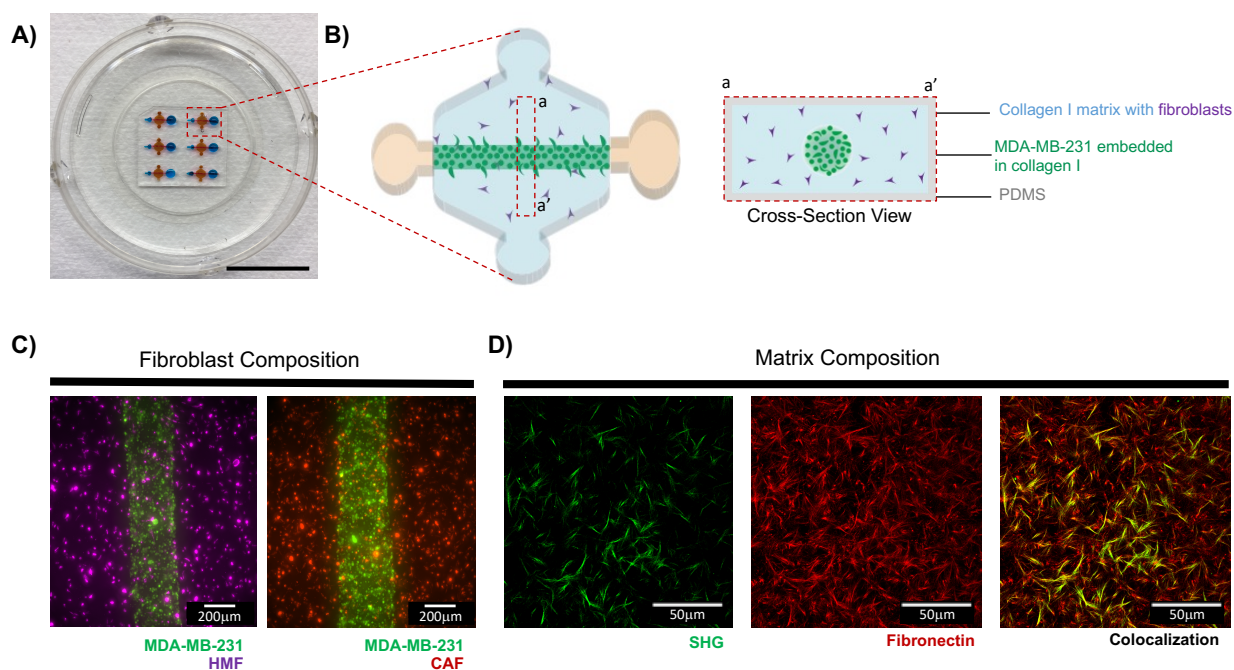 A)
B)
a
a'
a
a'
Collagen I matrix with fibroblasts
MDA-MB-231 embedded
in collagen I
PDMS
Cross-Section View
C)
Fibroblast Composition
D)
Matrix Composition
200µm
200µm
50µm
50µm
50µm
MDA-MB-231
HMF
MDA-MB-231
CAF
SHG
Fibronectin
Colocalization